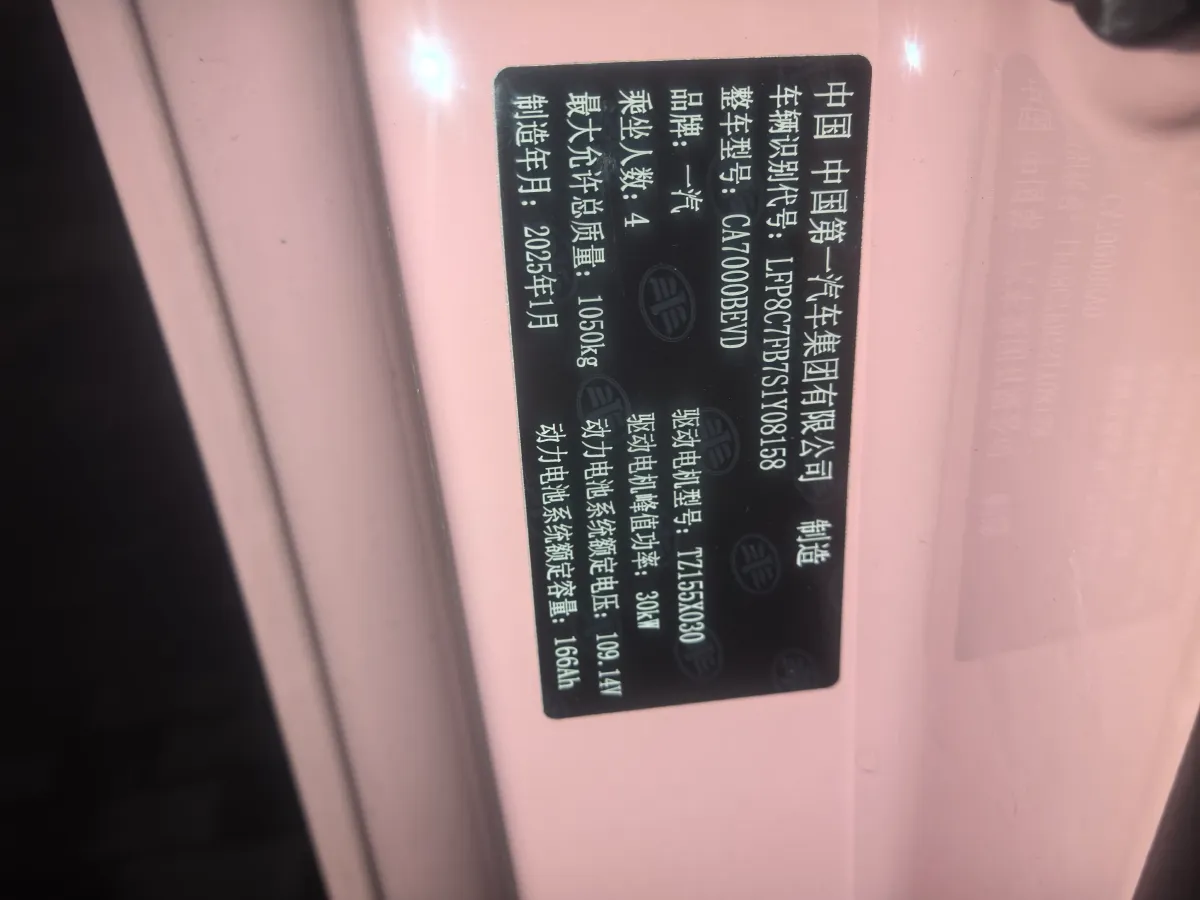 中国 中国第一汽车集团有限公司 制造
车辆识别代号：LFP8C7FB7S1Y08158
整车型号：CA7000BEVD
品牌：一汽 驱动电机型号：TZ155X030
乘坐人数：4 驱动电机峰值功率：30kW
最大允许总质量：1050kg 动力电池系统额定电压：109.14V
制造年月：2025年1月 动力电池系统额定容量：166Ah